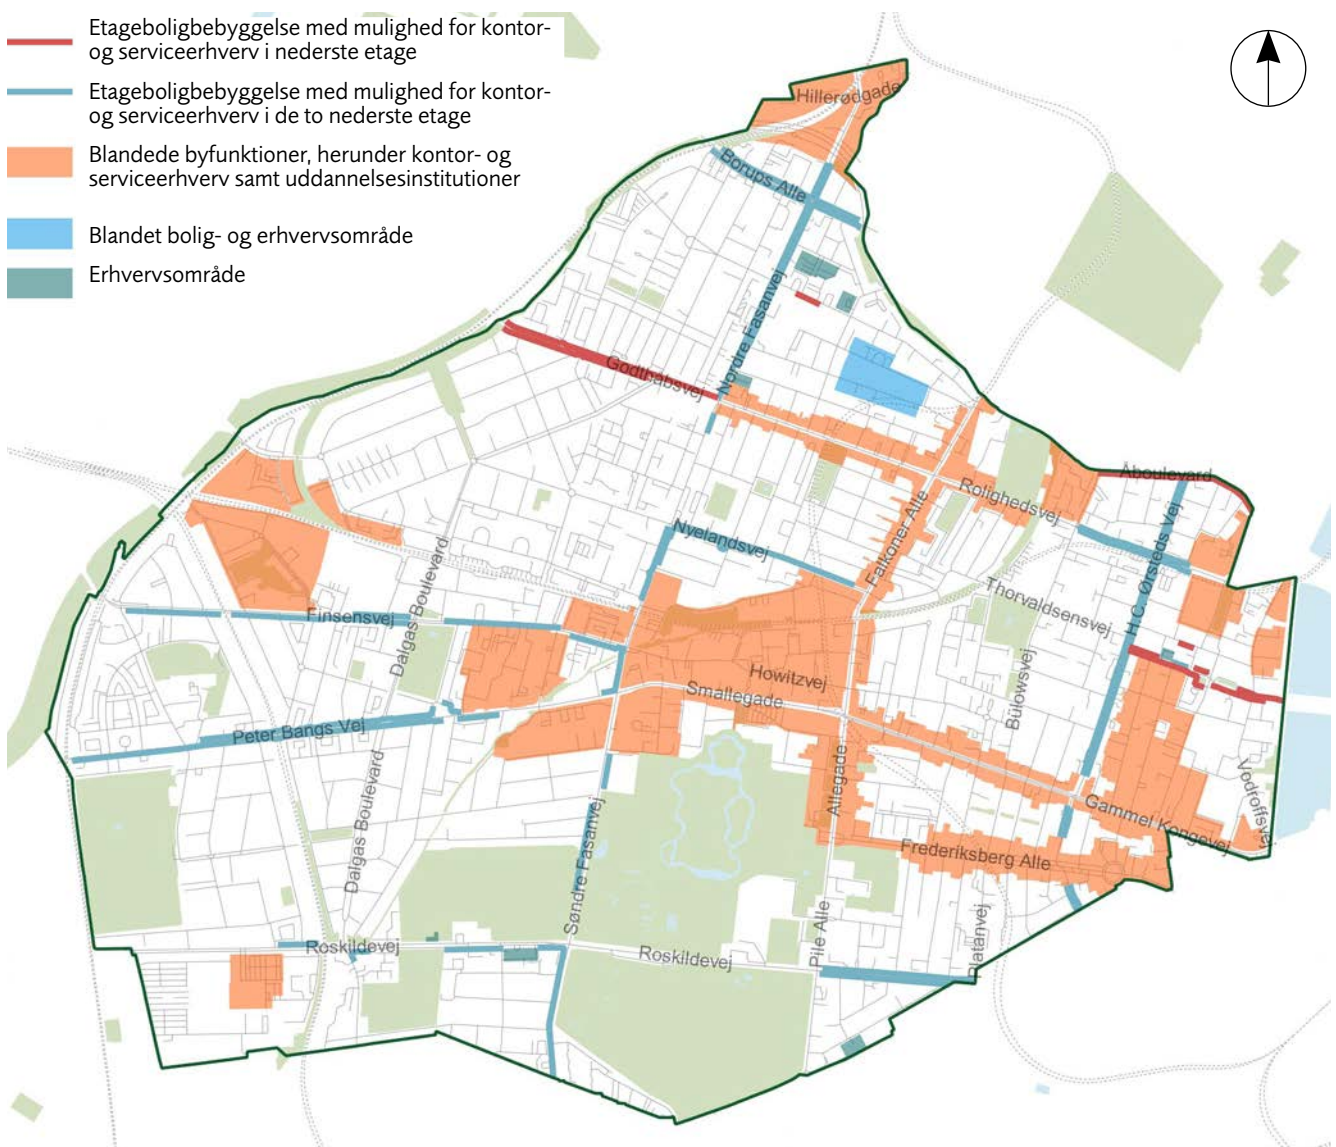 Etageboligbebyggelse med mulighed for kontor-
og serviceerhverv i nederste etage
Etageboligbebyggelse med mulighed for kontor-
og serviceerhverv i de to nederste etage
Blandede byfunktioner, herunder kontor- og
serviceerhverv samt uddannelsesinstitutioner
Blandet bolig- og erhvervsområde
Erhvervsområde
Hillerødgade
Borups Alle
Nordre Fasanvej
Godthåbsvej
Rolighedsvej
Åboulevard
H.C. Ørsteds Vej
Falkoner Alle
Nyelandsvej
Thorvaldsensvej
Bülowsvej
Dalgas Boulevard
Finsensvej
Howitzvej
Smallegade
Peter Bangs Vej
Dalgas Boulevard
Allegade
Gammel Kongevej
Vodroffsvej
Frederiksberg Alle
Søndre Fasanvej
Pile Alle
Platanvej
Roskildevej
Roskildevej